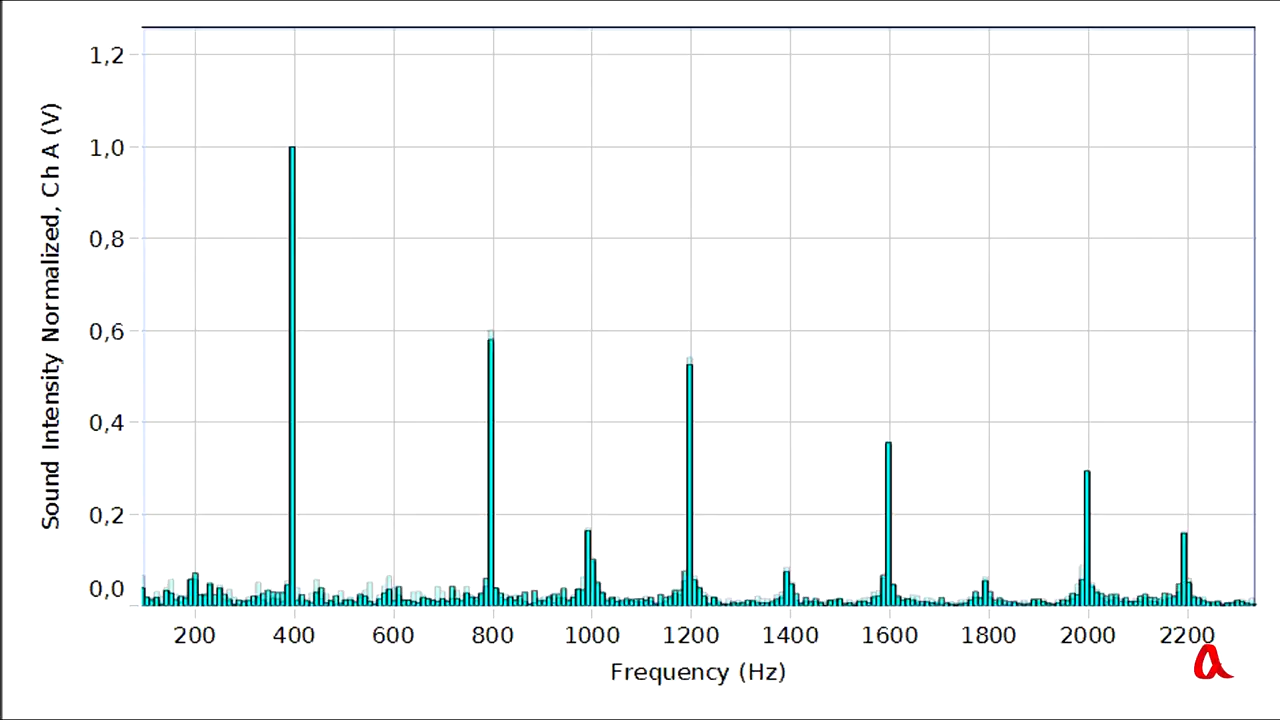 1,2
1,0
0,8
0,6
0,4
0,2
0,0
Sound Intensity Normalized, Ch A (V)
200 400 600 800 1000 1200 1400 1600 1800 2000 2200
Frequency (Hz)
a